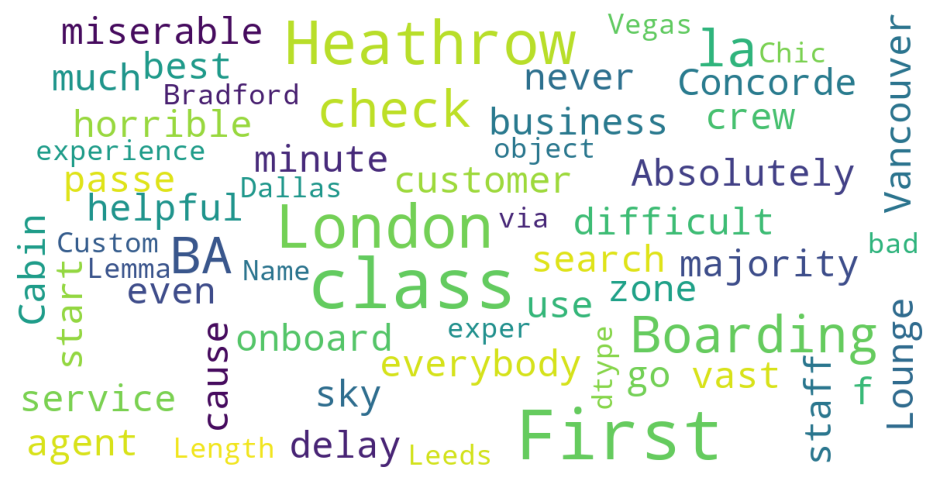 miserable
Heathrow
Vegas
la
Chic
Vancouver
much
best
never
Concorde
Bradford
check
business
crew
horrible
experience
minute
object
passe
Dallas
customer
Absolutely
helpful
London
via
difficult
Cabin
Custom
BA
Name
search
majority
bad
start
Lemma
class
even
use
zone
onboard
exper
Boarding
cause
everybody
dtype
go
vast
Lounge
service
sky
First
staff
f
agent
Length
delay
Leeds